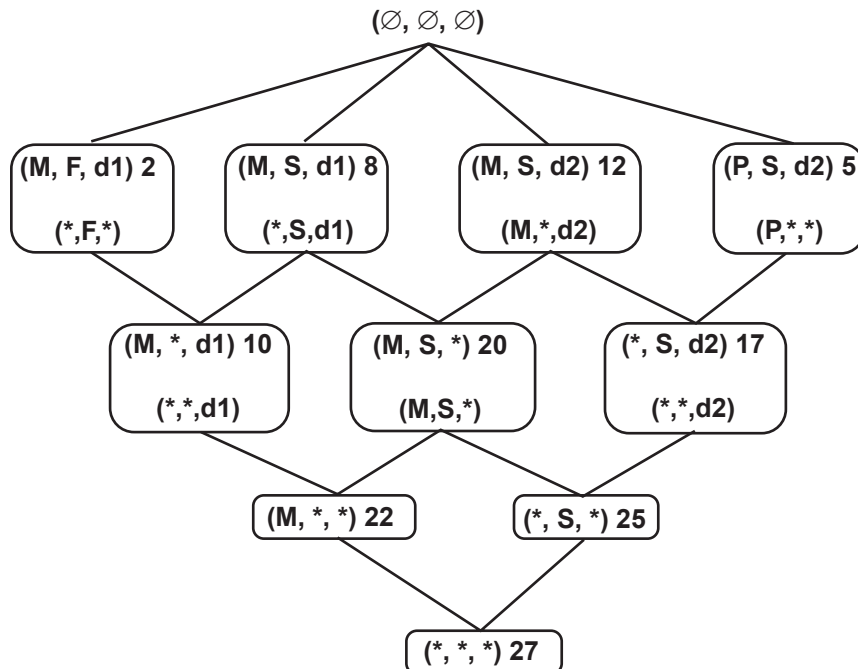 (∅, ∅, ∅)
(M, F, d1) 2
(*,F,*)
(M, S, d1) 8
(*,S,d1)
(M, S, d2) 12
(M,*,d2)
(P, S, d2) 5
(P,*,*)
(M, *, d1) 10
(*,*,d1)
(M, S, *) 20
(M,S,*)
(*, S, d2) 17
(*,*,d2)
(M, *, *) 22
(*, S, *) 25
(*, *, *) 27